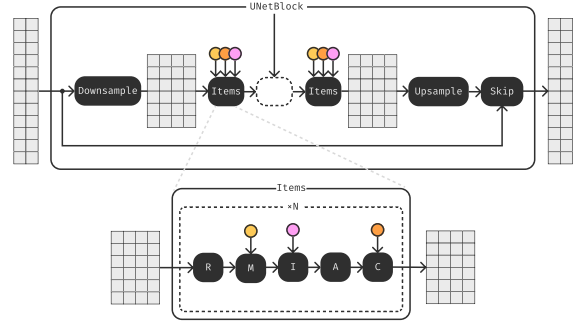 UNetBlock
Downsample
Items
Items
Upsample
Skip
Items
×N
R
M
I
A
C